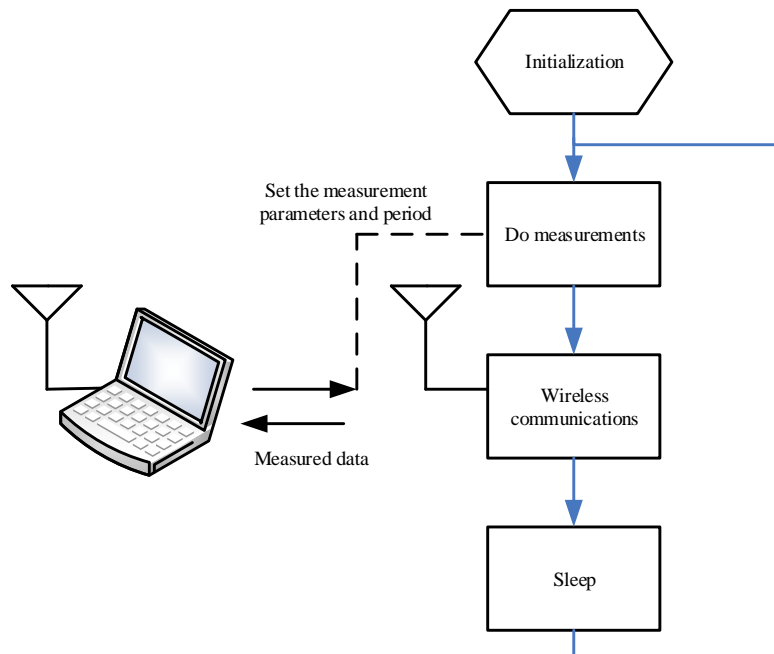 Initialization
Set the measurement
parameters and period
Do measurements
Wireless
communications
Measured data
Sleep